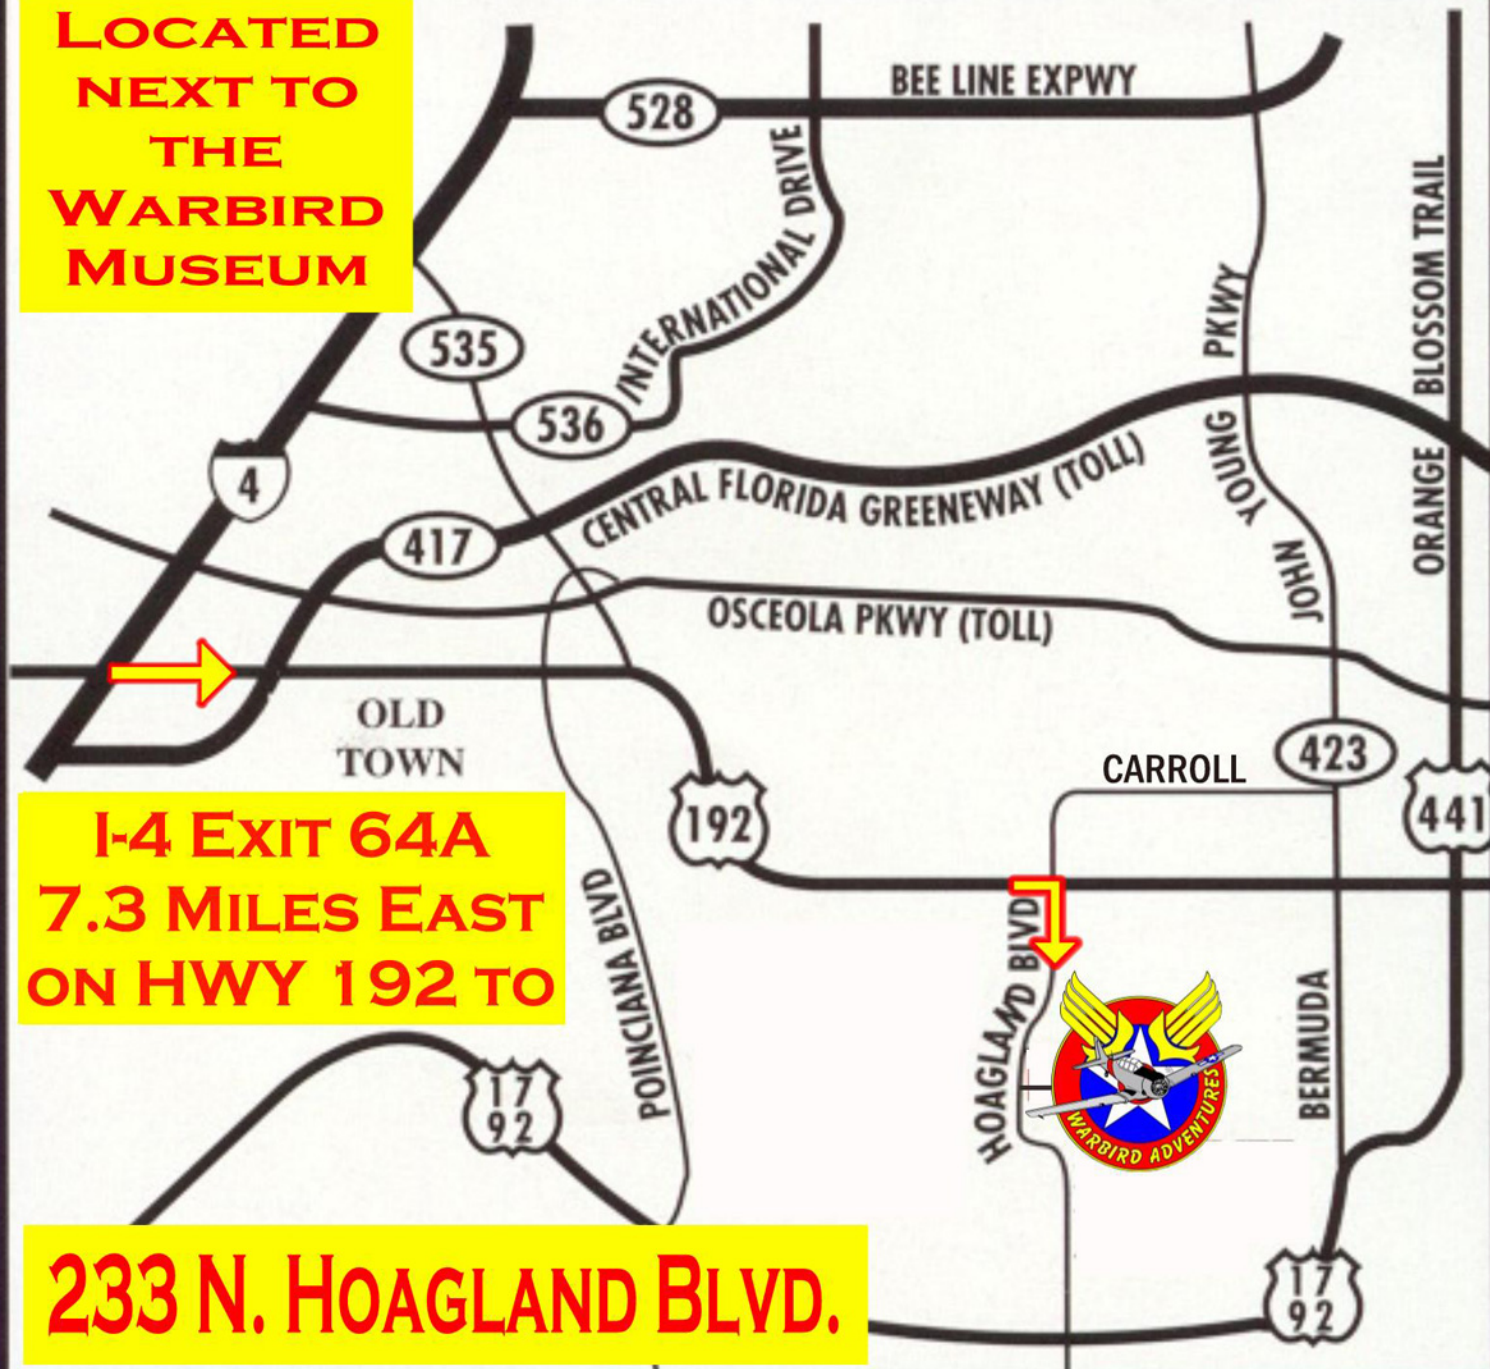 LOCATED
NEXT TO
THE
WARBIRD
MUSEUM
528
BEE LINE EXPWY
INTERNATIONAL DRIVE
535
536
4
417
CENTRAL FLORIDA GREENEWAY (TOLL)
JOHN YOUNG PKWY
ORANGE BLOSSOM TRAIL
OSCEOLA PKWY (TOLL)
OLD
TOWN
192
CARROLL
423
441
I-4 EXIT 64A
7.3 MILES EAST
ON HWY 192 TO
POINCIANA BLVD
HOAGLAND BLVD
BERMUDA
WARBIRD ADVENTURES
17
92
233 N. HOAGLAND BLVD.
17
92